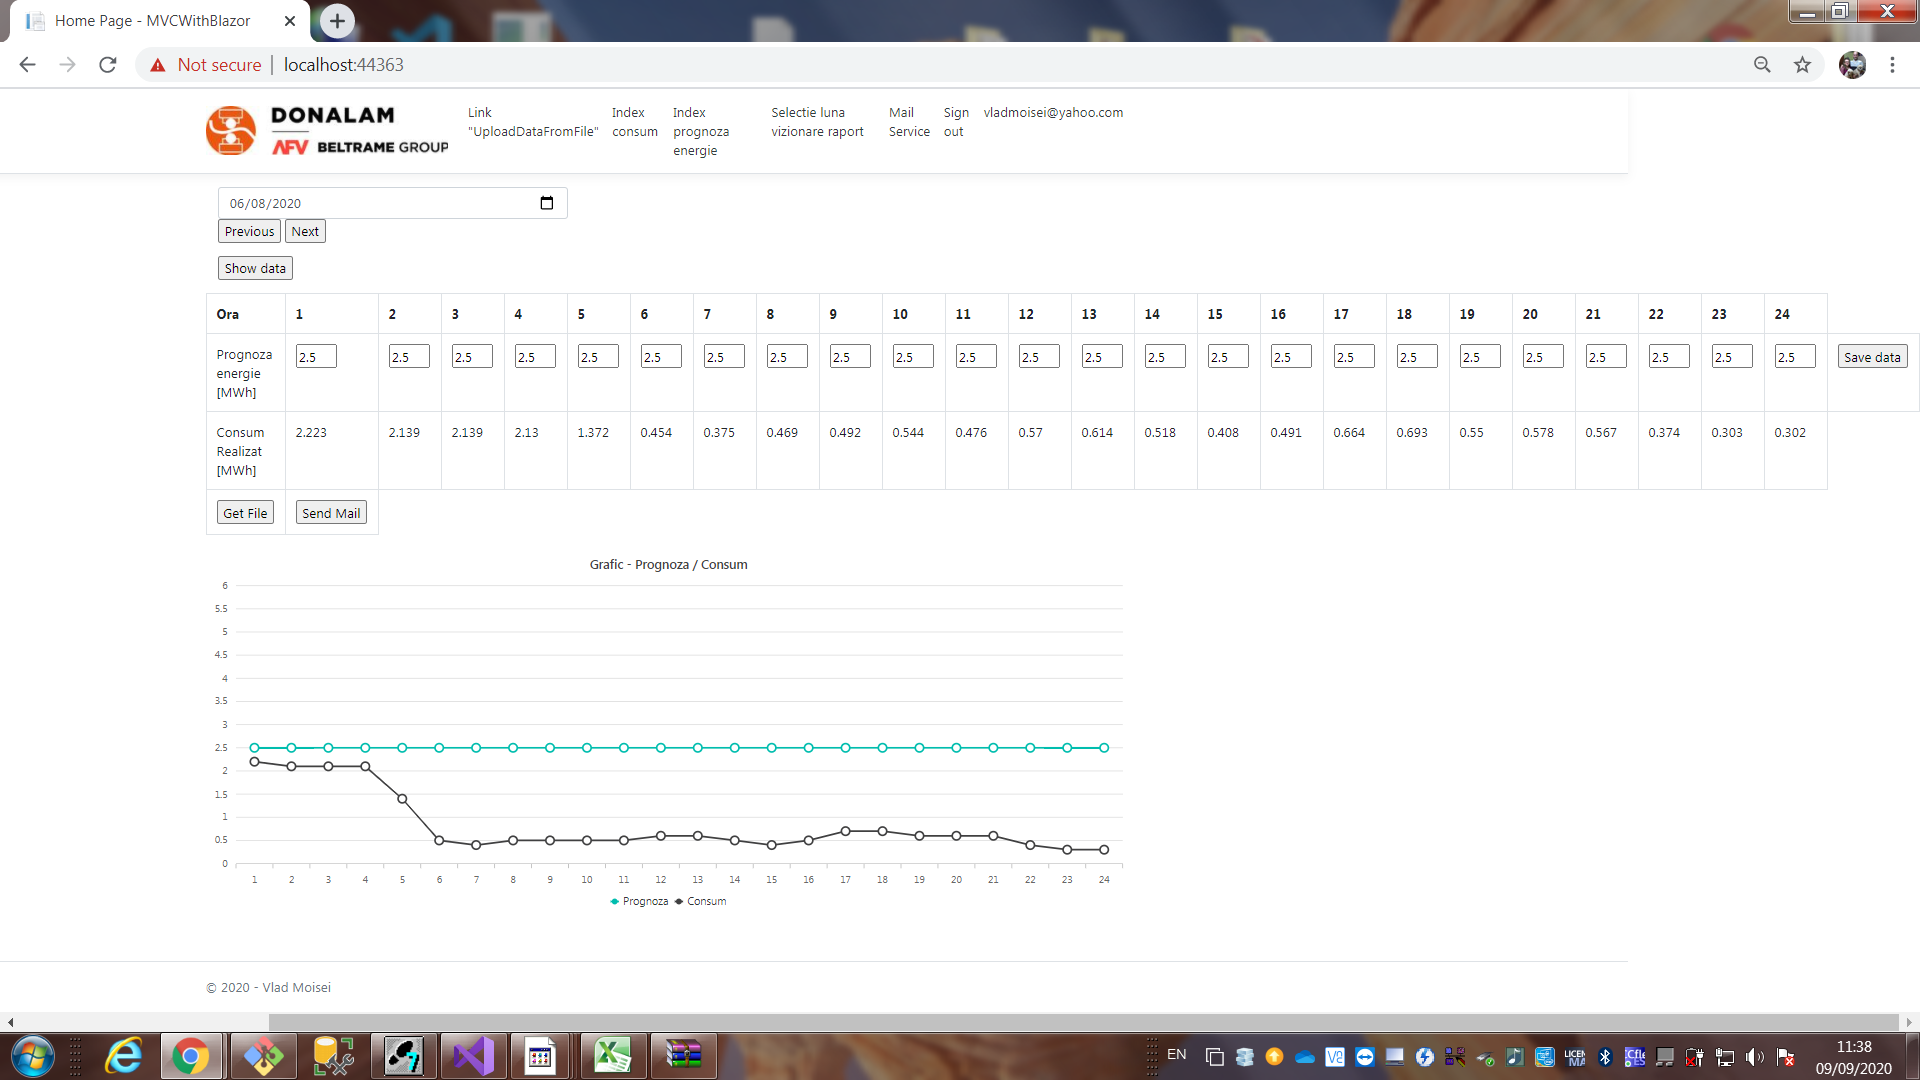 Home Page - MVCWithBlazor
Not secure | localhost:44363
DONALAM
AFV BELTRAME GROUP
Link "UploadDataFromFile"
Index consum
Index prognoza energie
Selectie luna vizionare raport
Mail Service
Sign out
vladmoisei@yahoo.com
06/08/2020
Previous Next
Show data
Ora 1 2 3 4 5 6 7 8 9 10 11 12 13 14 15 16 17 18 19 20 21 22 23 24
Prognoza energie [MWh] 2.5 2.5 2.5 2.5 2.5 2.5 2.5 2.5 2.5 2.5 2.5 2.5 2.5 2.5 2.5 2.5 2.5 2.5 2.5 2.5 2.5 2.5 2.5 2.5 Save data
Consum Realizat [MWh] 2.223 2.139 2.139 2.13 1.372 0.454 0.375 0.469 0.492 0.544 0.476 0.57 0.614 0.518 0.408 0.491 0.664 0.693 0.55 0.578 0.567 0.374 0.303 0.302
Get File Send Mail
Grafic - Prognoza / Consum
6
5.5
5
4.5
4
3.5
3
2.5
2
1.5
1
0.5
0
1 2 3 4 5 6 7 8 9 10 11 12 13 14 15 16 17 18 19 20 21 22 23 24
Prognoza Consum
© 2020 - Vlad Moisei
EN
11:38
09/09/2020